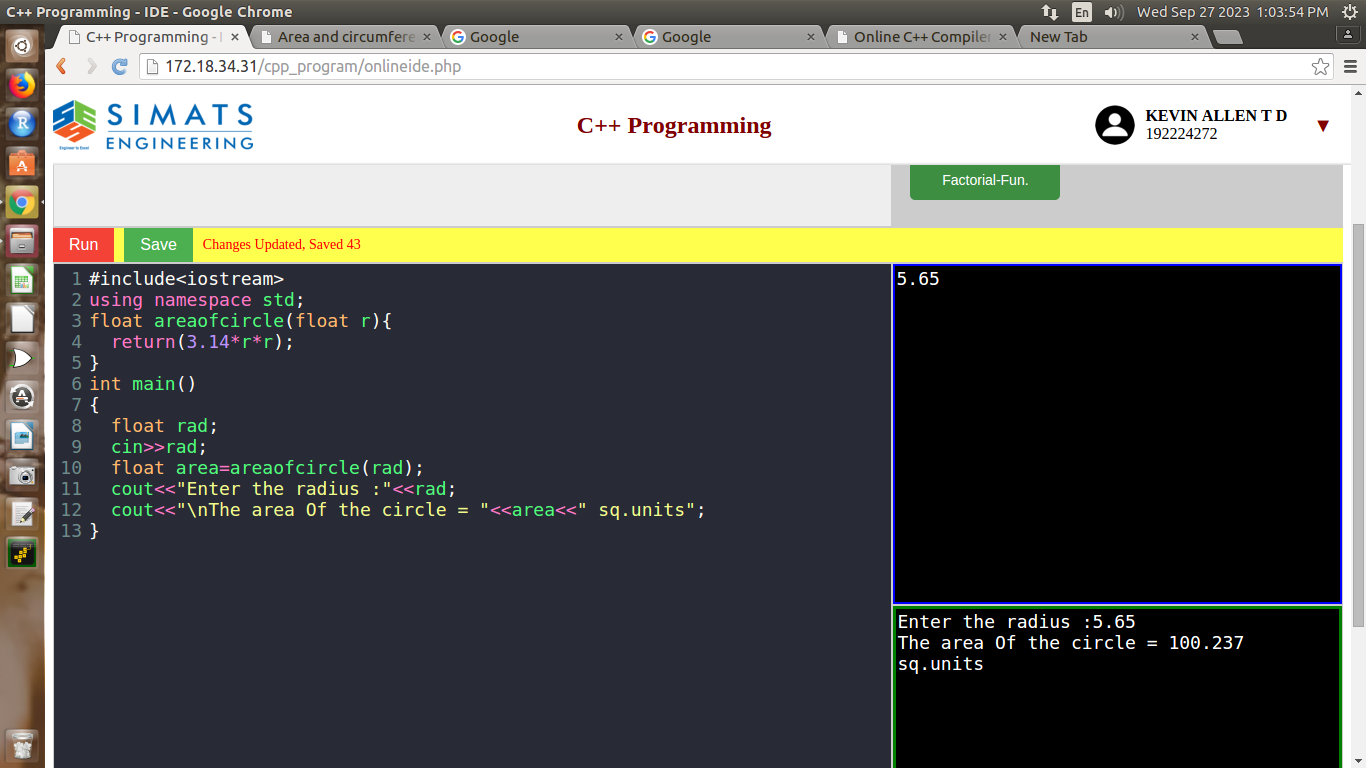 C++ Programming - IDE - Google Chrome
En
Wed Sep 27 2023 1:03:54 PM
C++ Programming -
Area and circumfere
Google
Google
Online C++ Compiler
New Tab
172.18.34.31/cpp_program/onlineide.php
SIMATS
ENGINEERING
C++ Programming
KEVIN ALLEN T D
192224272
Factorial-Fun.
Run
Save
Changes Updated, Saved 43
1 #include<iostream>
2 using namespace std;
3 float areaofcircle(float r){
4   return(3.14*r*r);
5 }
6 int main()
7 {
8   float rad;
9   cin>>rad;
10   float area=areaofcircle(rad);
11   cout<<"Enter the radius :"<<rad;
12   cout<<"\nThe area Of the circle = "<<area<<" sq.units";
13 }
5.65
Enter the radius :5.65
The area Of the circle = 100.237
sq.units